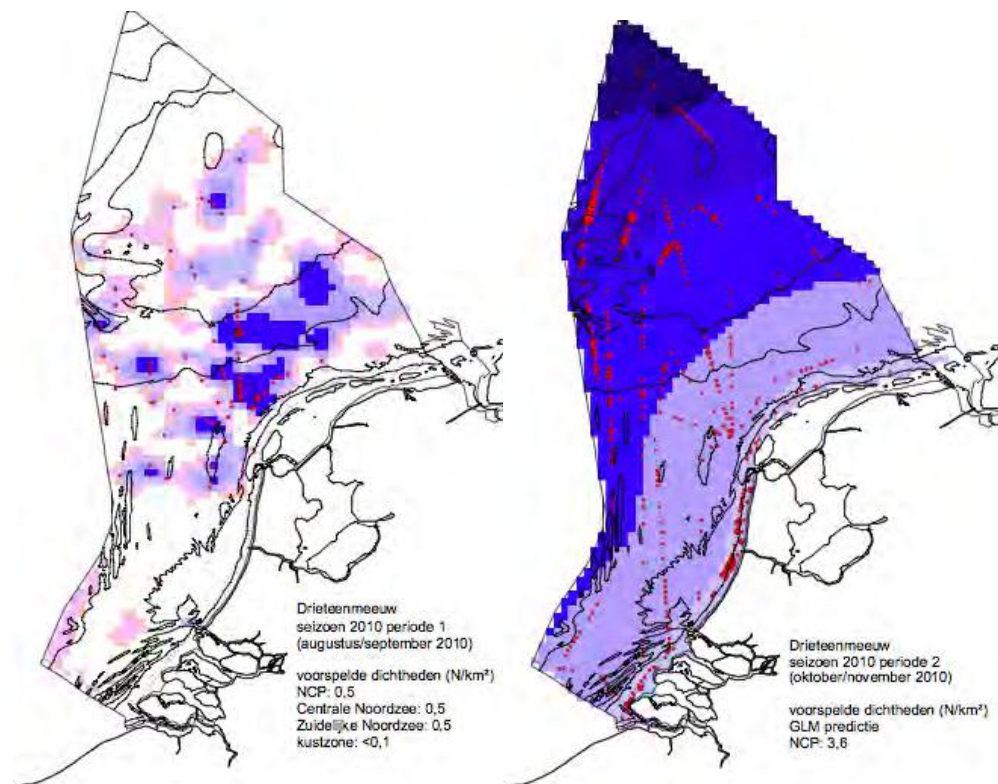 Drieteenmeeuw
seizoen 2010 periode 1
(augustus/september 2010)
voorspelde dichtheden (N/km²)
NCP: 0,5
Centrale Noordzee: 0,5
Zuidelijke Noordzee: 0,5
kustzone: <0,1
Drieteenmeeuw
seizoen 2010 periode 2
(oktober/november 2010)
voorspelde dichtheden (N/km²)
GLM predictie
NCP: 3,6